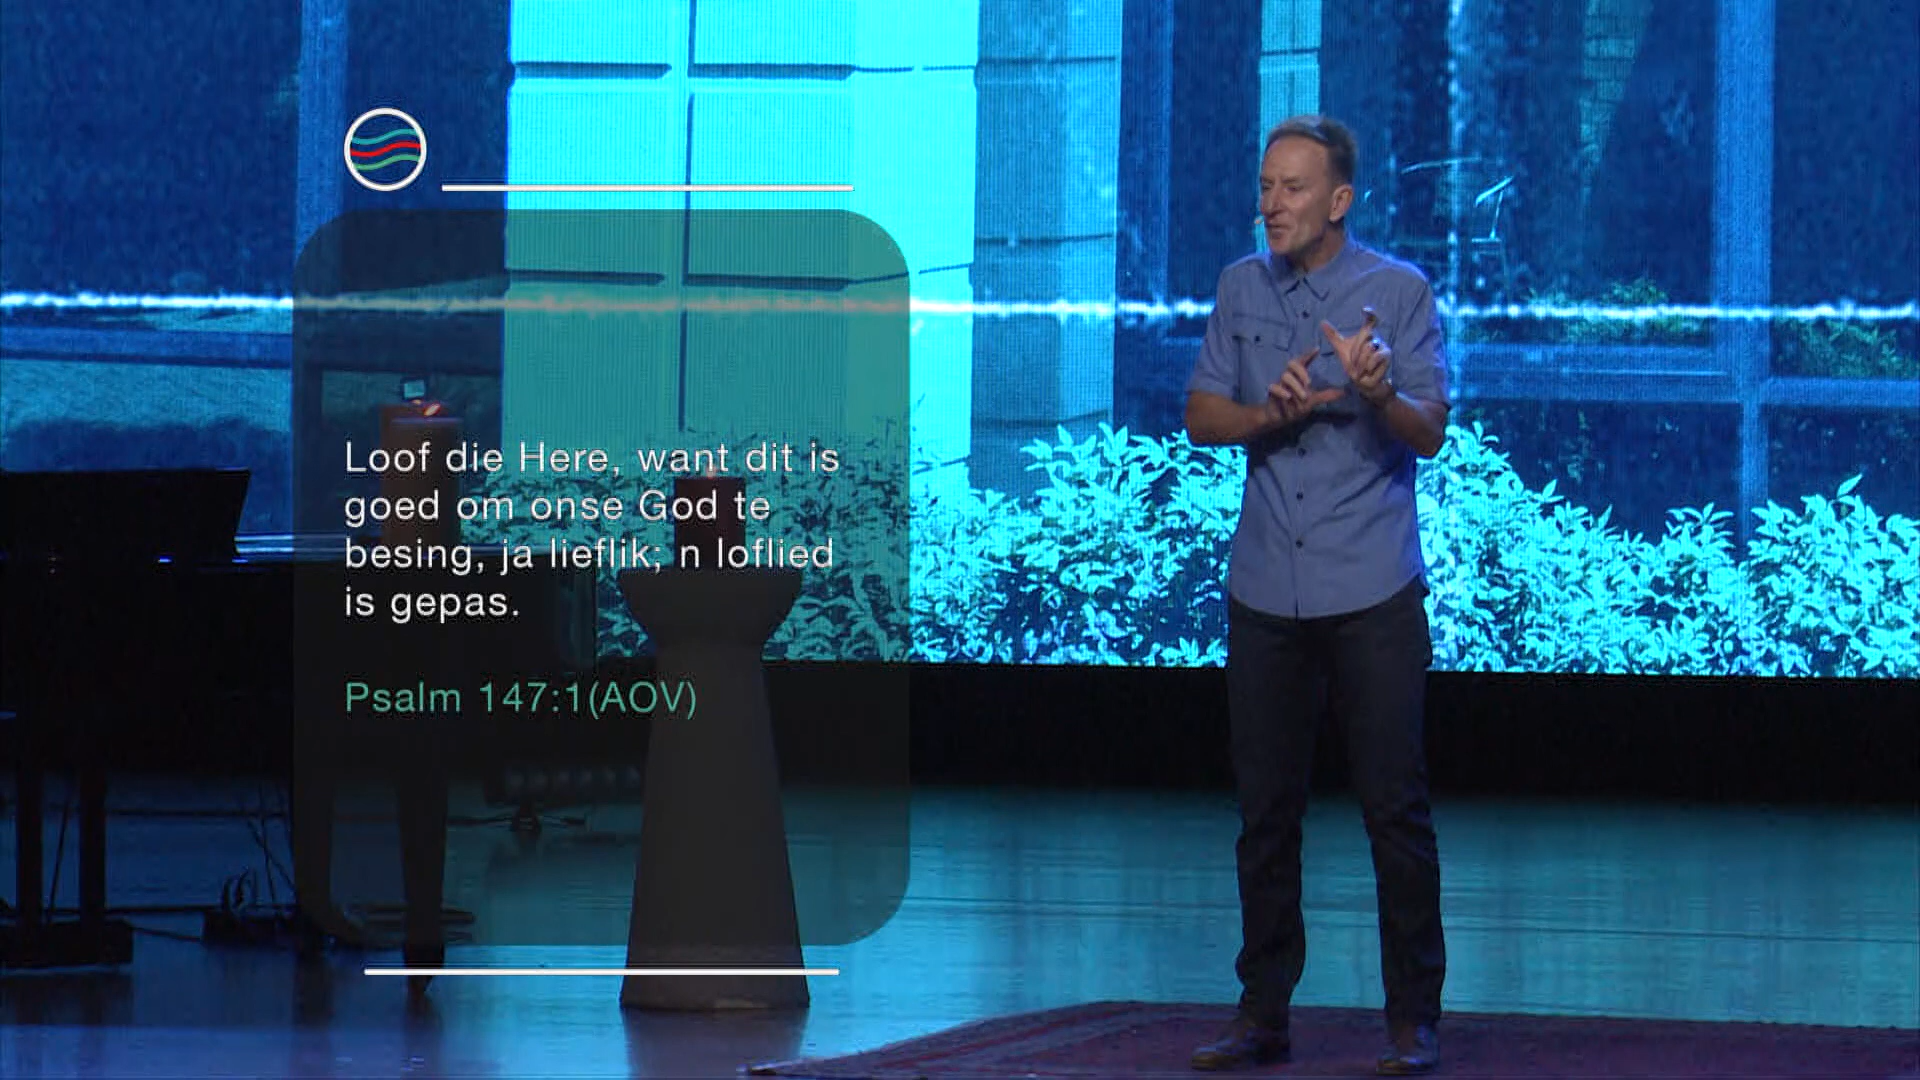 Loof die Here, want dit is
goed om onse God te
besing, ja lieflik; n loflied
is gepas.
Psalm 147:1(AOV)